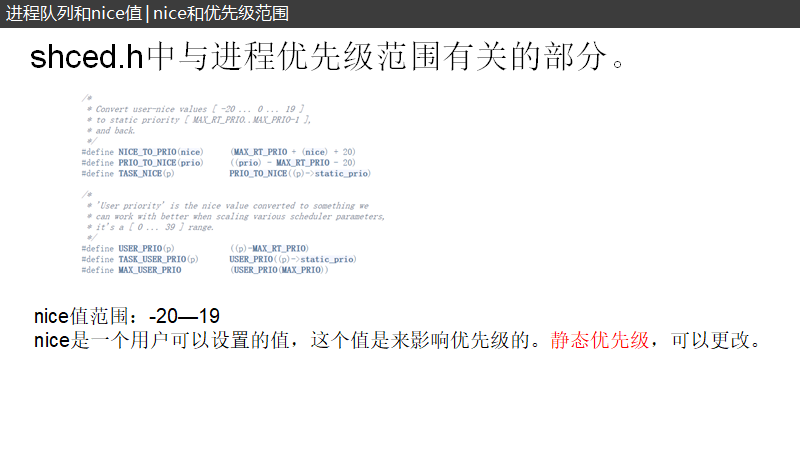 进程队列和nice值|nice和优先级范围
shced.h中与进程优先级范围有关的部分。
/*
 * Convert user-nice values [ -20 ... 0 ... 19 ]
 * to static priority [ MAX_RT_PRIO..MAX_PRIO-1 ],
 * and back.
 */
#define NICE_TO_PRIO(nice) (MAX_RT_PRIO + (nice) + 20)
#define PRIO_TO_NICE(prio) ((prio) - MAX_RT_PRIO - 20)
#define TASK_NICE(p) PRIO_TO_NICE((p)->static_prio)
/*
 * 'User priority' is the nice value converted to something we
 * can work with better when scaling various scheduler parameters,
 * it's a [ 0 ... 39 ] range.
 */
#define USER_PRIO(p) ((p)-MAX_RT_PRIO)
#define TASK_USER_PRIO(p) USER_PRIO((p)->static_prio)
#define MAX_USER_PRIO (USER_PRIO(MAX_PRIO))
nice值范围：-20—19
nice是一个用户可以设置的值，这个值是来影响优先级的。静态优先级，可以更改。